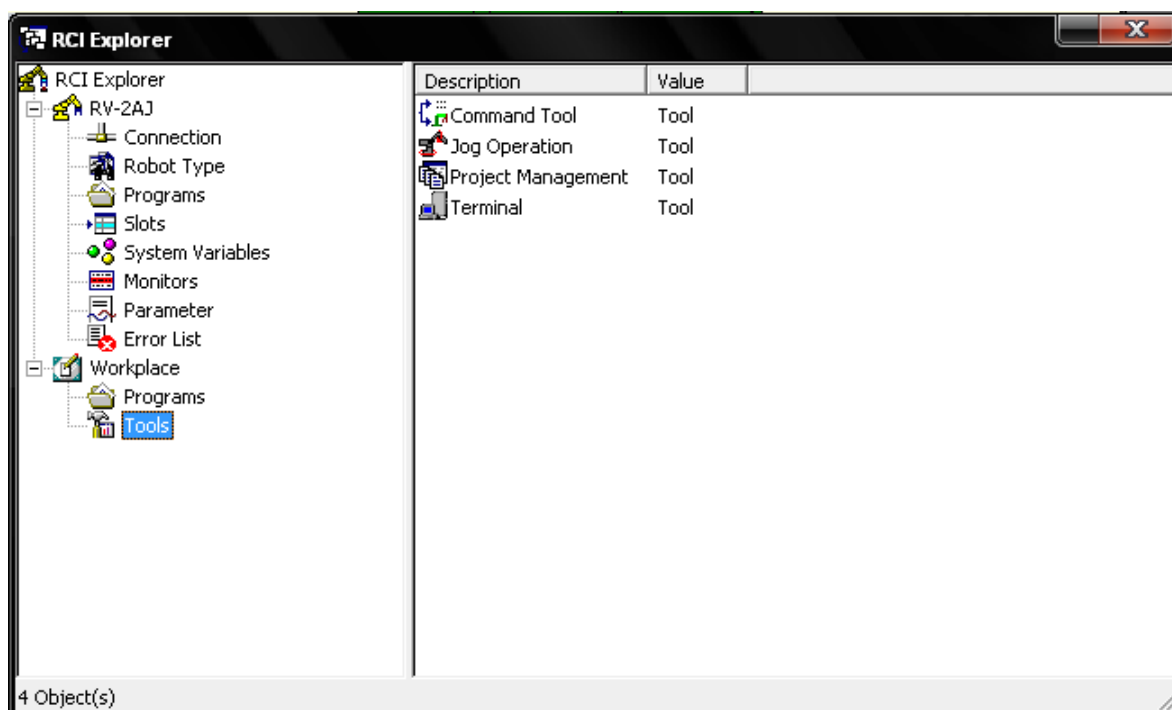 RCI Explorer
RCI Explorer
RV-2AJ
Connection
Robot Type
Programs
Slots
System Variables
Monitors
Parameter
Error List
Workplace
Programs
Tools
Description Value
Command Tool Tool
Jog Operation Tool
Project Management Tool
Terminal Tool
4 Object(s)